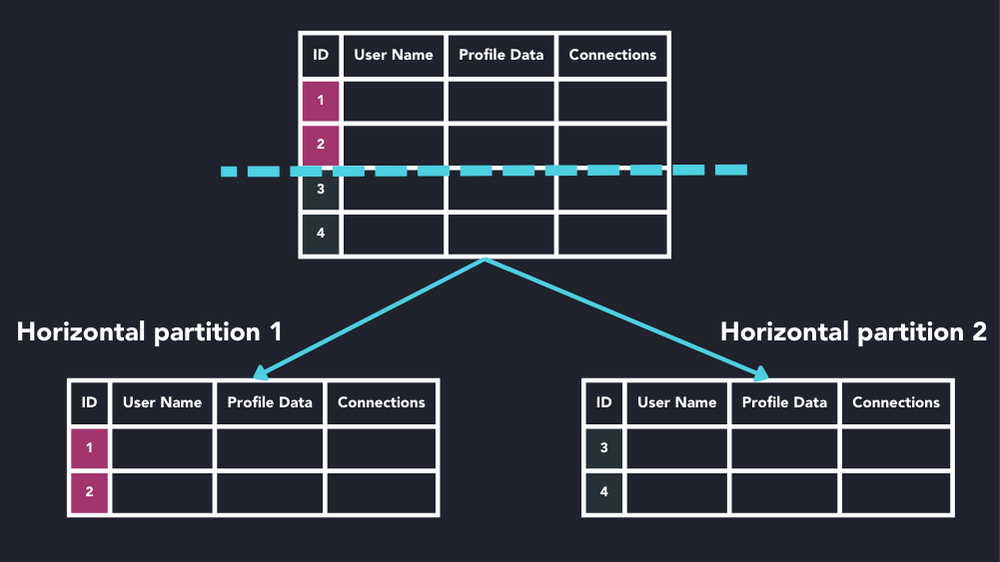 ID User Name Profile Data Connections
1
2
3
4
Horizontal partition 1
Horizontal partition 2
ID User Name Profile Data Connections
1
2
ID User Name Profile Data Connections
3
4